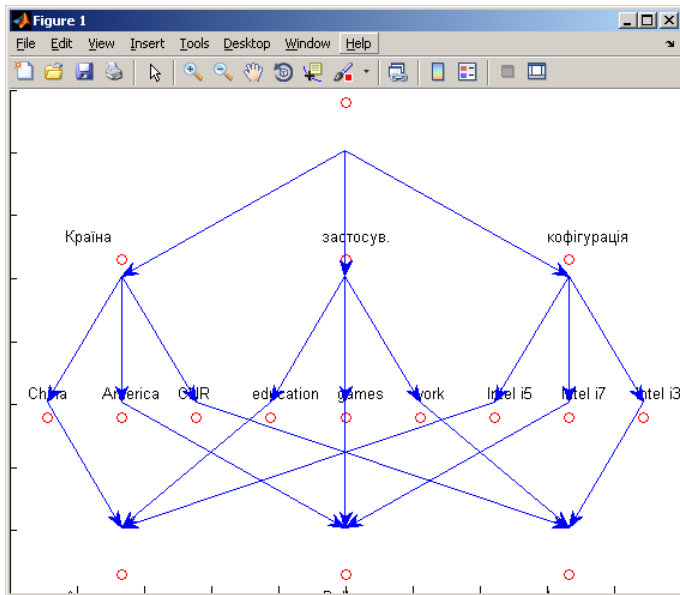 Figure 1
File Edit View Insert Tools Desktop Window Help
Країна застосув. кофігурація
China America education games work Intel i5 Intel i7 Intel i3